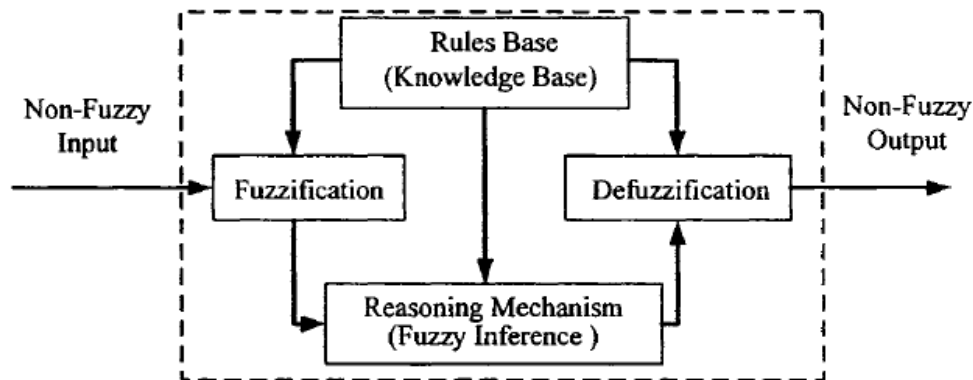 Rules Base
(Knowledge Base)
Non-Fuzzy
Input
Non-Fuzzy
Output
Fuzzification
Defuzzification
Reasoning Mechanism
(Fuzzy Inference )